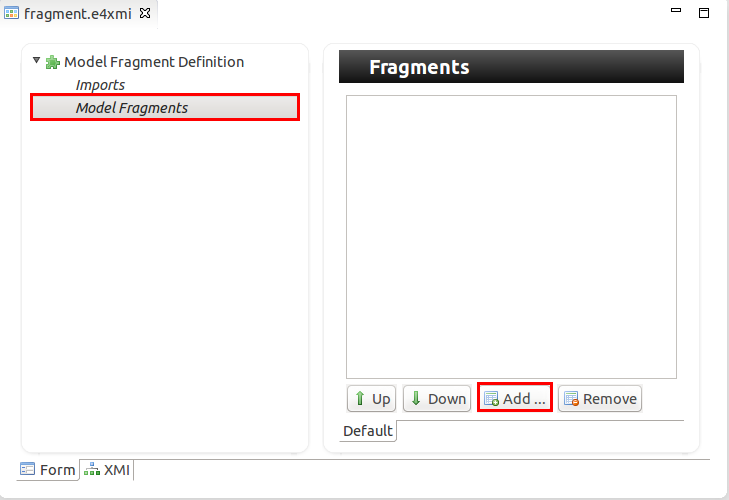 fragment.e4xmi
Model Fragment Definition
Imports
Model Fragments
Fragments
Up Down Add ... Remove
Default
Form XMI